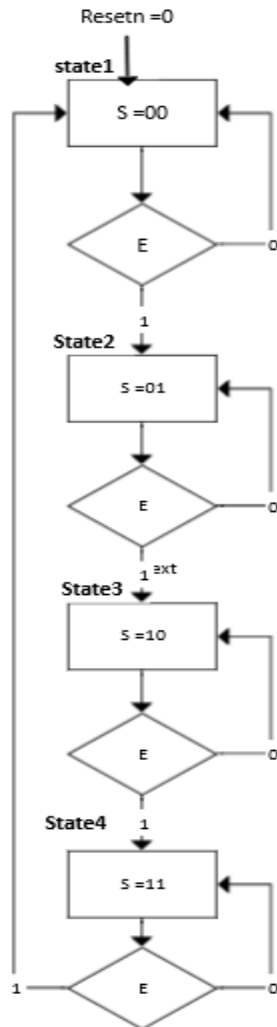 Resetn =0
state1
S =00
E
0
1
State2
S =01
E
0
1 ext
State3
S =10
E
0
1
State4
S =11
1
E
0